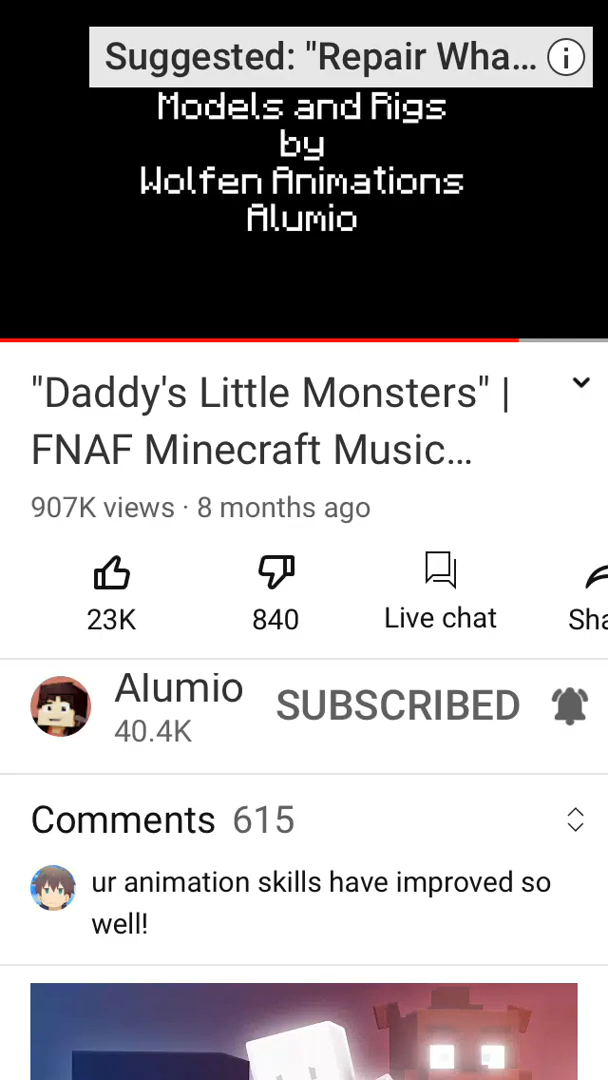 Suggested: "Repair Wha...
Models and Rigs
by
Wolfen Animations
Alumio
"Daddy's Little Monsters" |
FNAF Minecraft Music...
907K views · 8 months ago
23K
840
Live chat
Sha
Alumio
40.4K
SUBSCRIBED
Comments 615
ur animation skills have improved so
well!